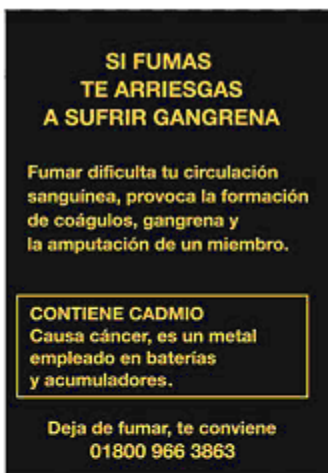 SI FUMAS
TE ARRIESGAS
A SUFRIR GANGRENA
Fumar dificulta tu circulación
sanguínea, provoca la formación
de coágulos, gangrena y
la amputación de un miembro.
CONTIENE CADMIO
Causa cáncer, es un metal
empleado en baterías
y acumuladores.
Deja de fumar, te conviene
01800 966 3863